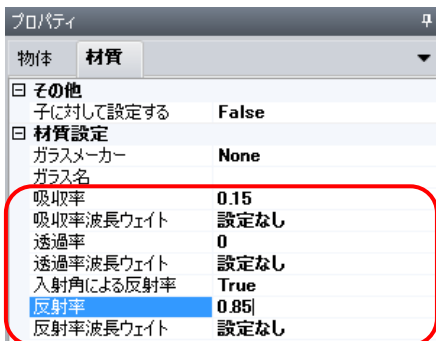 プロパティ
物体 材質
その他
子に対して設定する False
材質設定
ガラスメーカー None
ガラス名
吸収率 0.15
吸収率波長ウェイト 設定なし
透過率 0
透過率波長ウェイト 設定なし
入射角による反射率 True
反射率 0.85
反射率波長ウェイト 設定なし